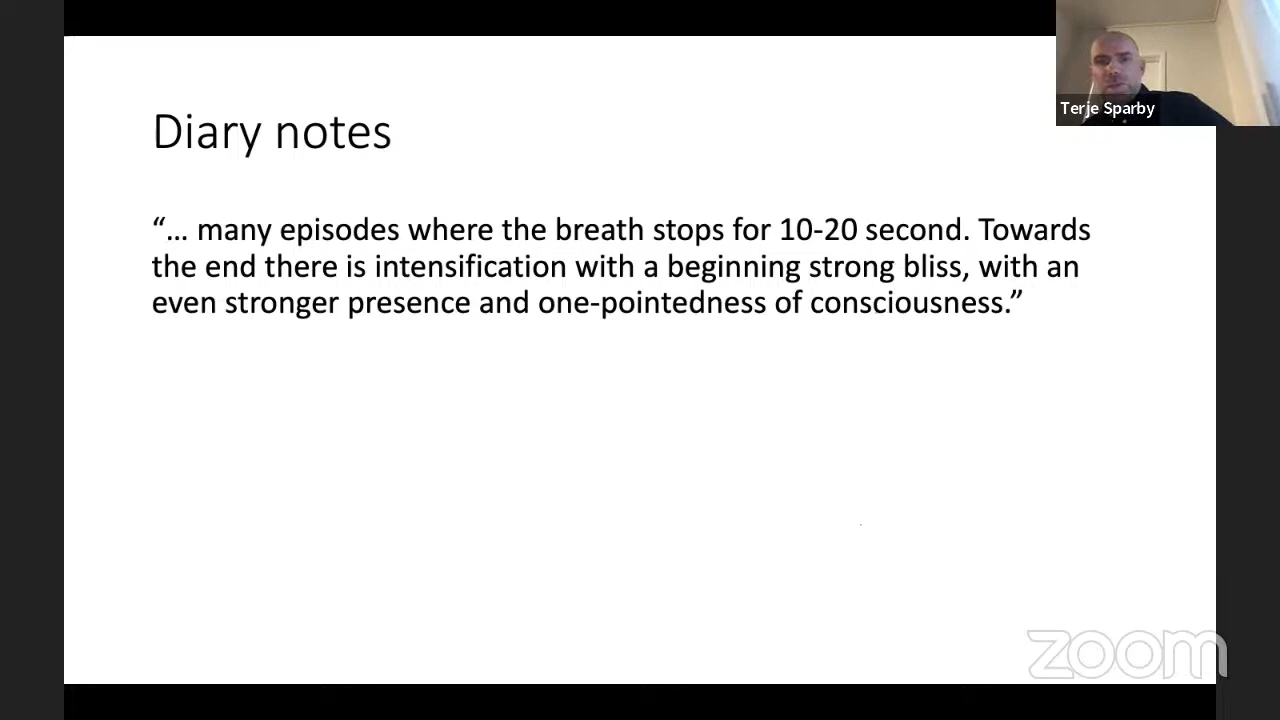 Terje Sparby
Diary notes
“... many episodes where the breath stops for 10-20 second. Towards
the end there is intensification with a beginning strong bliss, with an
even stronger presence and one-pointedness of consciousness.”
zoom